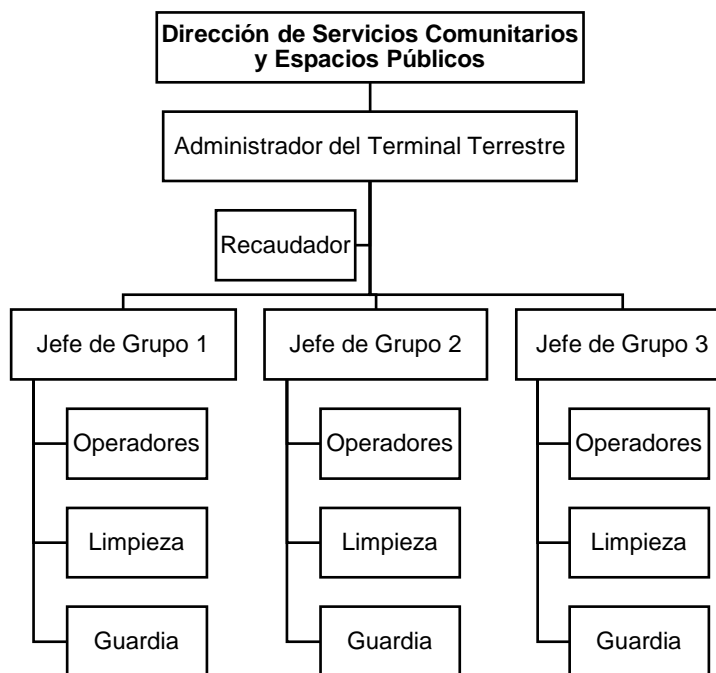 Dirección de Servicios Comunitarios
y Espacios Públicos
Administrador del Terminal Terrestre
Recaudador
Jefe de Grupo 1
Jefe de Grupo 2
Jefe de Grupo 3
Operadores
Operadores
Operadores
Limpieza
Limpieza
Limpieza
Guardia
Guardia
Guardia